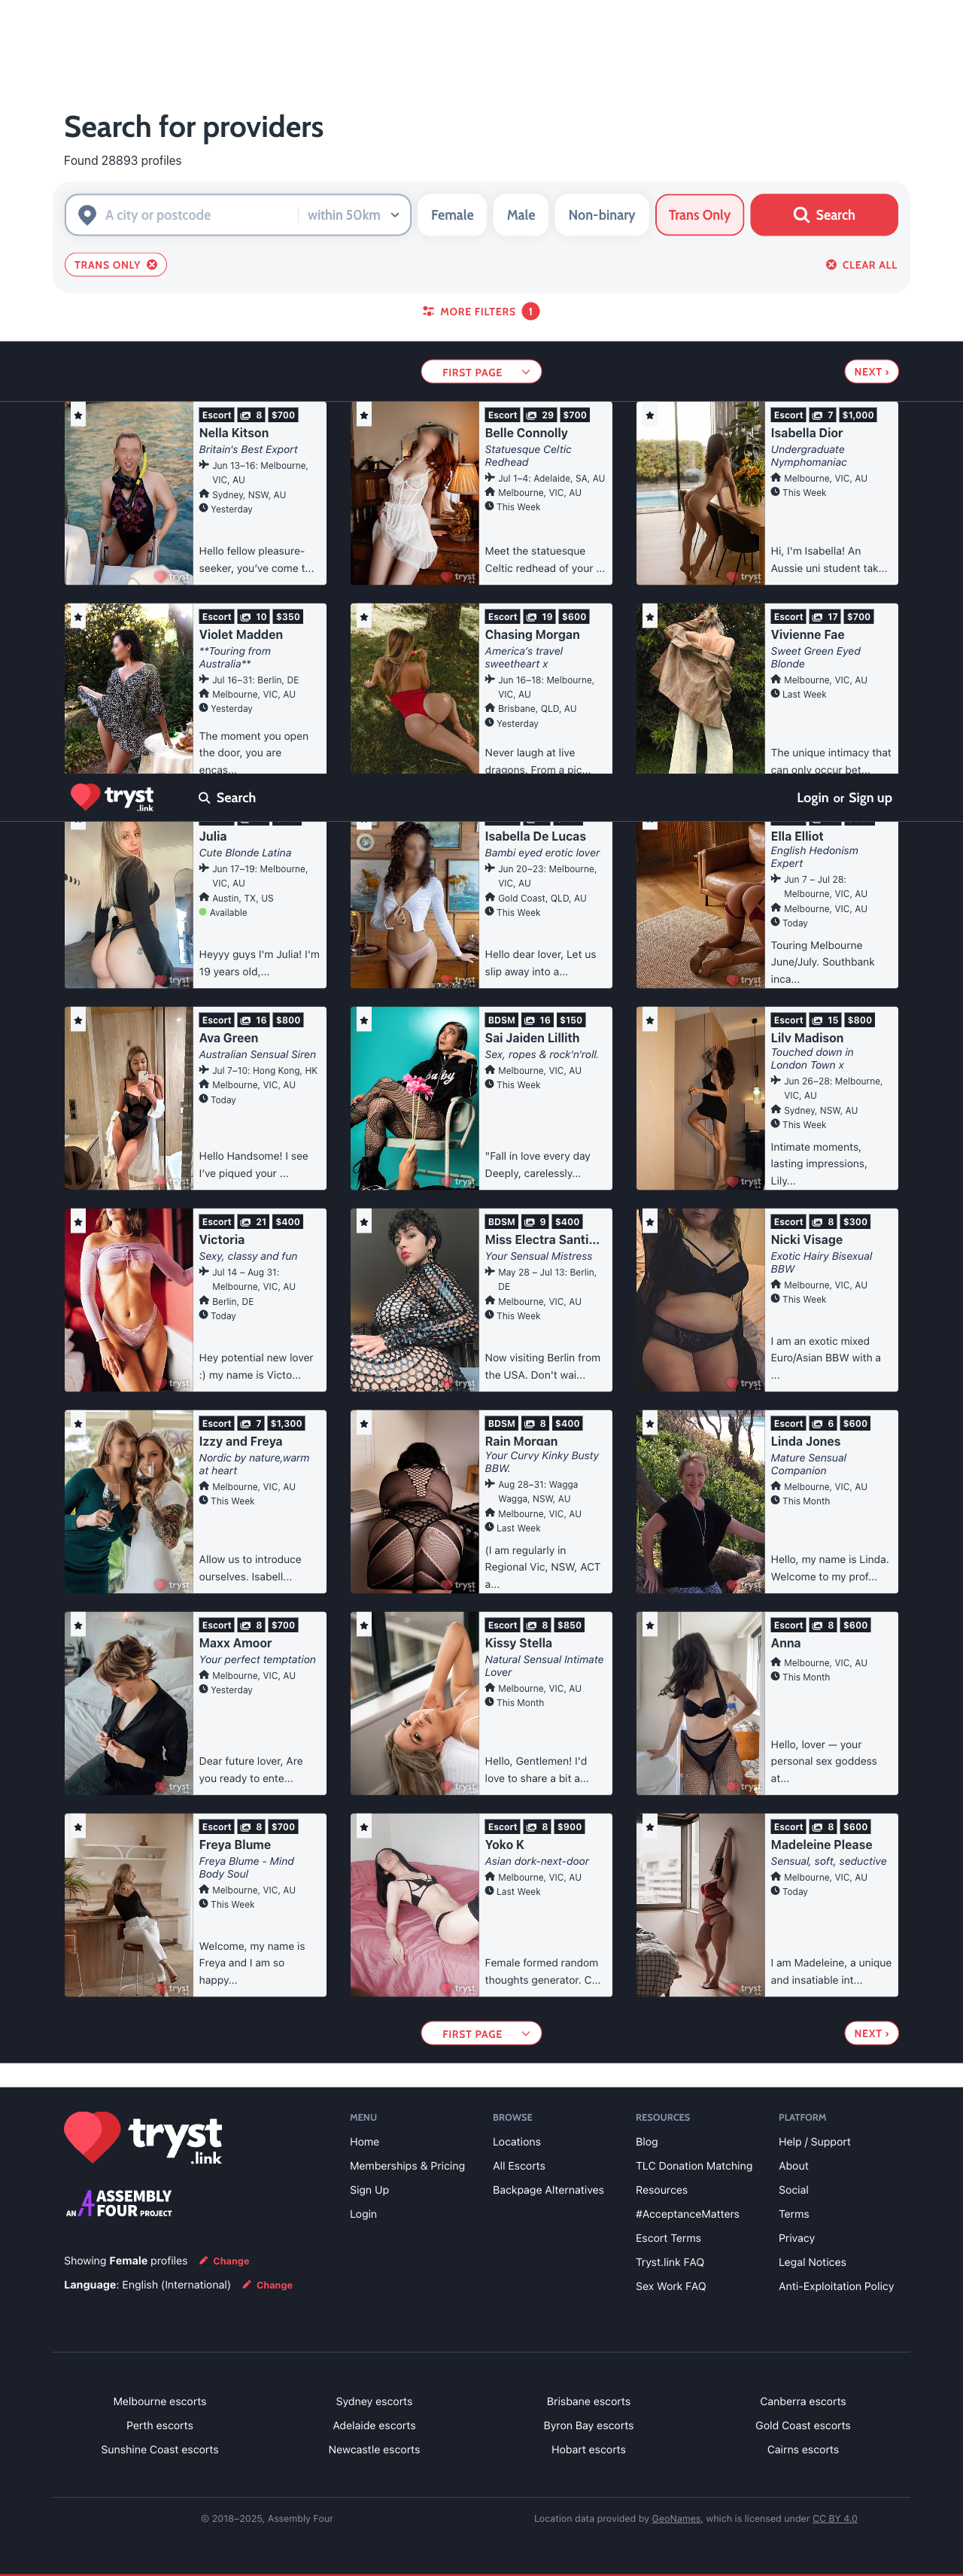 Search for providers
Found 28893 profiles
A city or postcode
within 50km
Female
Male
Non-binary
Trans Only
Search
TRANS ONLY
CLEAR ALL
MORE FILTERS 1
FIRST PAGE
NEXT ›
Escort 8 $700
Nella Kitson
Britain's Best Export
Jun 13–16: Melbourne,
VIC, AU
Sydney, NSW, AU
Yesterday
Hello fellow pleasure-
seeker, you've come t...
tryst
Escort 29 $700
Belle Connolly
Statuesque Celtic
Redhead
Jul 1–4: Adelaide, SA, AU
Melbourne, VIC, AU
This Week
Meet the statuesque
Celtic redhead of your ...
tryst
Escort 7 $1,000
Isabella Dior
Undergraduate
Nymphomaniac
Melbourne, VIC, AU
This Week
Hi, I'm Isabella! An
Aussie uni student tak...
tryst
Escort 10 $350
Violet Madden
**Touring from
Australia**
Jul 16–31: Berlin, DE
Melbourne, VIC, AU
Yesterday
The moment you open
the door, you are
encas...
Escort 19 $600
Chasing Morgan
America's travel
sweetheart x
Jun 16–18: Melbourne,
VIC, AU
Brisbane, QLD, AU
Yesterday
Never laugh at live
dragons. From a pic...
Escort 17 $700
Vivienne Fae
Sweet Green Eyed
Blonde
Melbourne, VIC, AU
Last Week
The unique intimacy that
can only occur bet...
tryst
.link
Search
Login or Sign up
Julia
Cute Blonde Latina
Jun 17–19: Melbourne,
VIC, AU
Austin, TX, US
Available
Heyyy guys I'm Julia! I'm
19 years old,...
tryst
Isabella De Lucas
Bambi eyed erotic lover
Jun 20–23: Melbourne,
VIC, AU
Gold Coast, QLD, AU
This Week
Hello dear lover, Let us
slip away into a...
tryst
Ella Elliot
English Hedonism
Expert
Jun 7 – Jul 28:
Melbourne, VIC, AU
Melbourne, VIC, AU
Today
Touring Melbourne
June/July. Southbank
inca...
tryst
Escort 16 $800
Ava Green
Australian Sensual Siren
Jul 7–10: Hong Kong, HK
Melbourne, VIC, AU
Today
Hello Handsome! I see
I've piqued your ...
tryst
BDSM 16 $150
Sai Jaiden Lillith
Sex, ropes & rock'n'roll.
Melbourne, VIC, AU
This Week
"Fall in love every day
Deeply, carelessly...
tryst
Escort 15 $800
Lily Madison
Touched down in
London Town x
Jun 26–28: Melbourne,
VIC, AU
Sydney, NSW, AU
This Week
Intimate moments,
lasting impressions,
Lily...
tryst
Escort 21 $400
Victoria
Sexy, classy and fun
Jul 14 – Aug 31:
Melbourne, VIC, AU
Berlin, DE
Today
Hey potential new lover
:) my name is Victo...
tryst
BDSM 9 $400
Miss Electra Santi...
Your Sensual Mistress
May 28 – Jul 13: Berlin,
DE
Melbourne, VIC, AU
This Week
Now visiting Berlin from
the USA. Don't wai...
tryst
Escort 8 $300
Nicki Visage
Exotic Hairy Bisexual
BBW
Melbourne, VIC, AU
This Week
I am an exotic mixed
Euro/Asian BBW with a
...
tryst
Escort 7 $1,300
Izzy and Freya
Nordic by nature,warm
at heart
Melbourne, VIC, AU
This Week
Allow us to introduce
ourselves. Isabell...
tryst
BDSM 8 $400
Rain Morgan
Your Curvy Kinky Busty
BBW.
Aug 28–31: Wagga
Wagga, NSW, AU
Melbourne, VIC, AU
Last Week
(I am regularly in
Regional Vic, NSW, ACT
a...
tryst
Escort 6 $600
Linda Jones
Mature Sensual
Companion
Melbourne, VIC, AU
This Month
Hello, my name is Linda.
Welcome to my prof...
tryst
Escort 8 $700
Maxx Amoor
Your perfect temptation
Melbourne, VIC, AU
Yesterday
Dear future lover, Are
you ready to ente...
tryst
Escort 8 $850
Kissy Stella
Natural Sensual Intimate
Lover
Melbourne, VIC, AU
This Month
Hello, Gentlemen! I'd
love to share a bit a...
tryst
Escort 8 $600
Anna
Melbourne, VIC, AU
This Month
Hello, lover — your
personal sex goddess
at...
tryst
Escort 8 $700
Freya Blume
Freya Blume - Mind
Body Soul
Melbourne, VIC, AU
This Week
Welcome, my name is
Freya and I am so
happy...
tryst
Escort 8 $900
Yoko K
Asian dork-next-door
Melbourne, VIC, AU
Last Week
Female formed random
thoughts generator. C...
tryst
Escort 8 $600
Madeleine Please
Sensual, soft, seductive
Melbourne, VIC, AU
Today
I am Madeleine, a unique
and insatiable int...
tryst
FIRST PAGE
NEXT ›
tryst
.link
AN 4 ASSEMBLY
FOUR PROJECT
Showing Female profiles Change
Language: English (International) Change
MENU
Home
Memberships & Pricing
Sign Up
Login
BROWSE
Locations
All Escorts
Backpage Alternatives
RESOURCES
Blog
TLC Donation Matching
Resources
#AcceptanceMatters
Escort Terms
Tryst.link FAQ
Sex Work FAQ
PLATFORM
Help / Support
About
Social
Terms
Privacy
Legal Notices
Anti-Exploitation Policy
Melbourne escorts
Sydney escorts
Brisbane escorts
Canberra escorts
Perth escorts
Adelaide escorts
Byron Bay escorts
Gold Coast escorts
Sunshine Coast escorts
Newcastle escorts
Hobart escorts
Cairns escorts
© 2018–2025, Assembly Four
Location data provided by GeoNames, which is licensed under CC BY 4.0